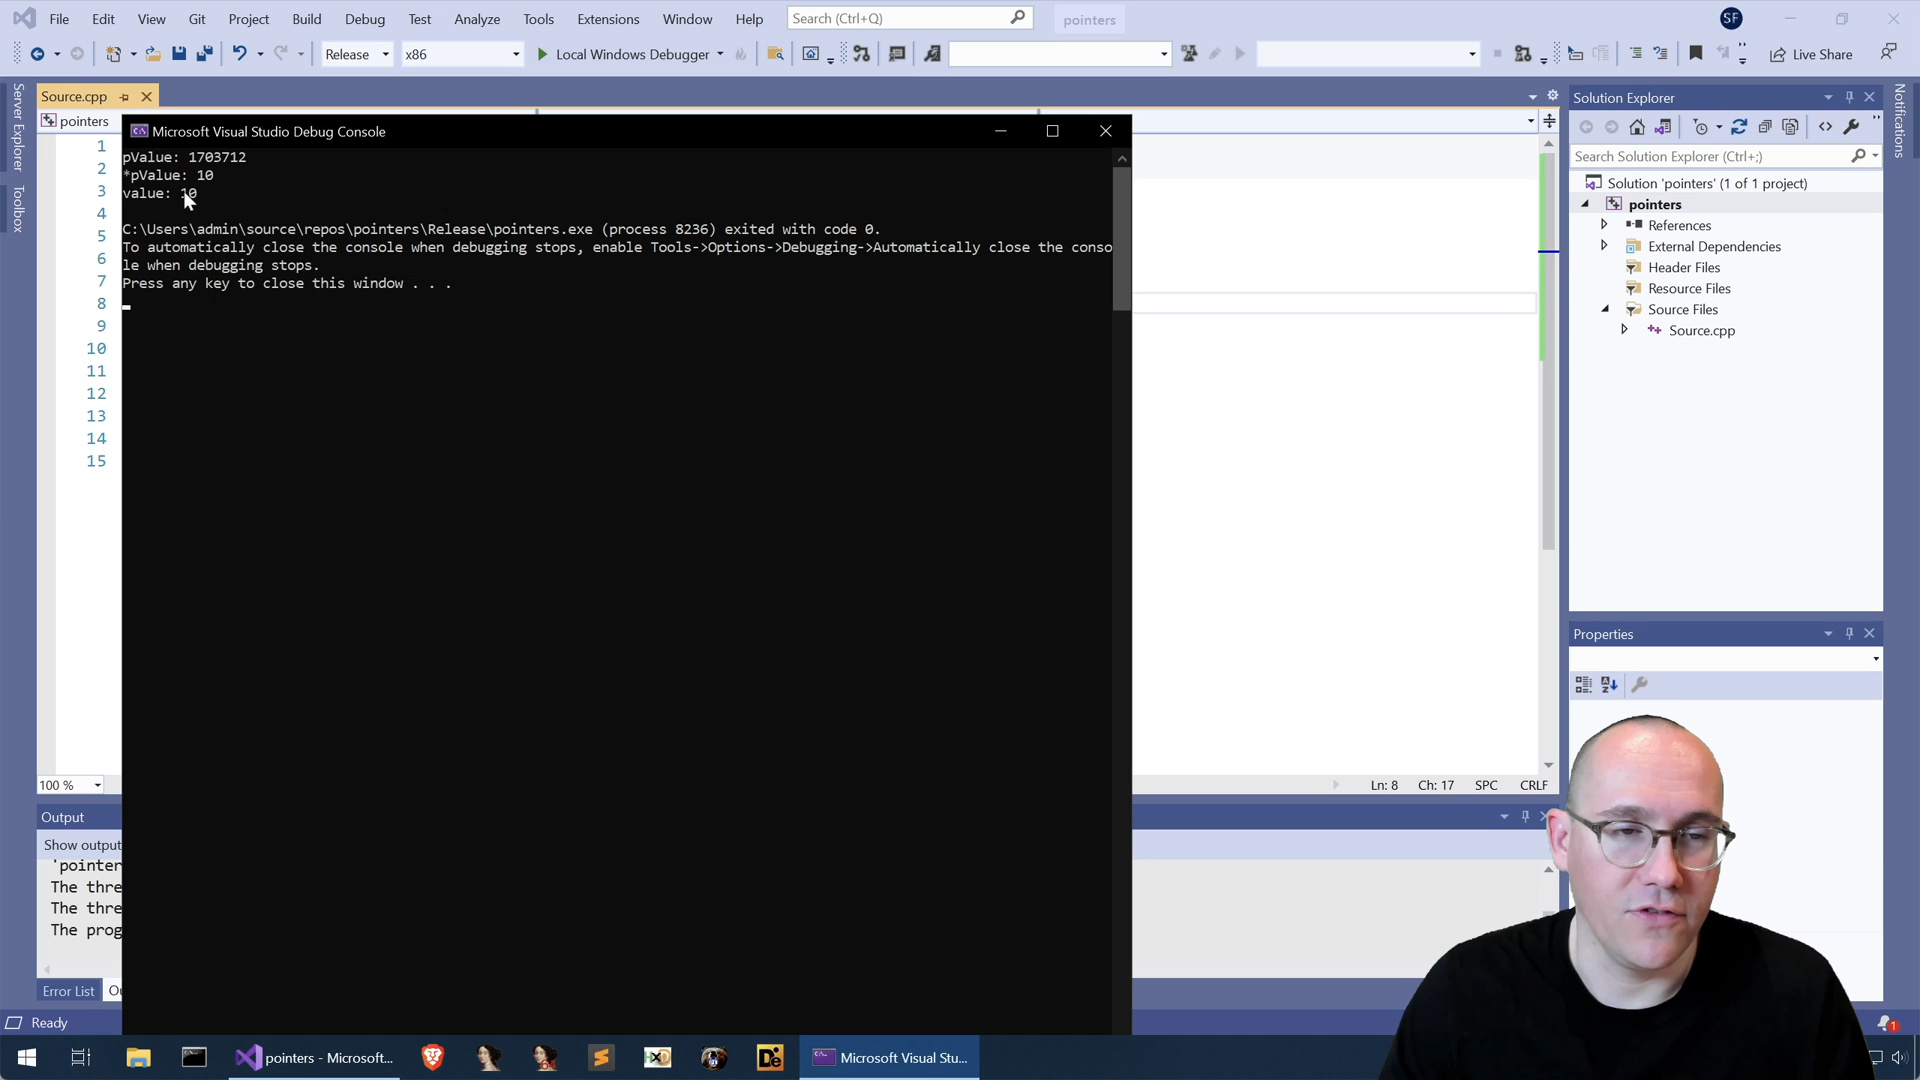 File Edit View Git Project Build Debug Test Analyze Tools Extensions Window Help Search (Ctrl+Q) pointers SF
Release x86 Local Windows Debugger Live Share
Server Explorer
Toolbox
Source.cpp
pointers
1
2
3
4
5
6
7
8
9
10
11
12
13
14
15
Microsoft Visual Studio Debug Console
pValue: 1703712
*pValue: 10
value: 10
C:\Users\admin\source\repos\pointers\Release\pointers.exe (process 8236) exited with code 0.
To automatically close the console when debugging stops, enable Tools->Options->Debugging->Automatically close the conso
le when debugging stops.
Press any key to close this window . . .
100 %
Ln: 8 Ch: 17 SPC CRLF
Output
Show output
'pointer
The thre
The thre
The prog
Error List Ou
Ready
Solution Explorer
Search Solution Explorer (Ctrl+;)
Solution 'pointers' (1 of 1 project)
pointers
References
External Dependencies
Header Files
Resource Files
Source Files
Source.cpp
Properties
Notifications
1
pointers - Microsoft...
HXD
De
Microsoft Visual Stu...